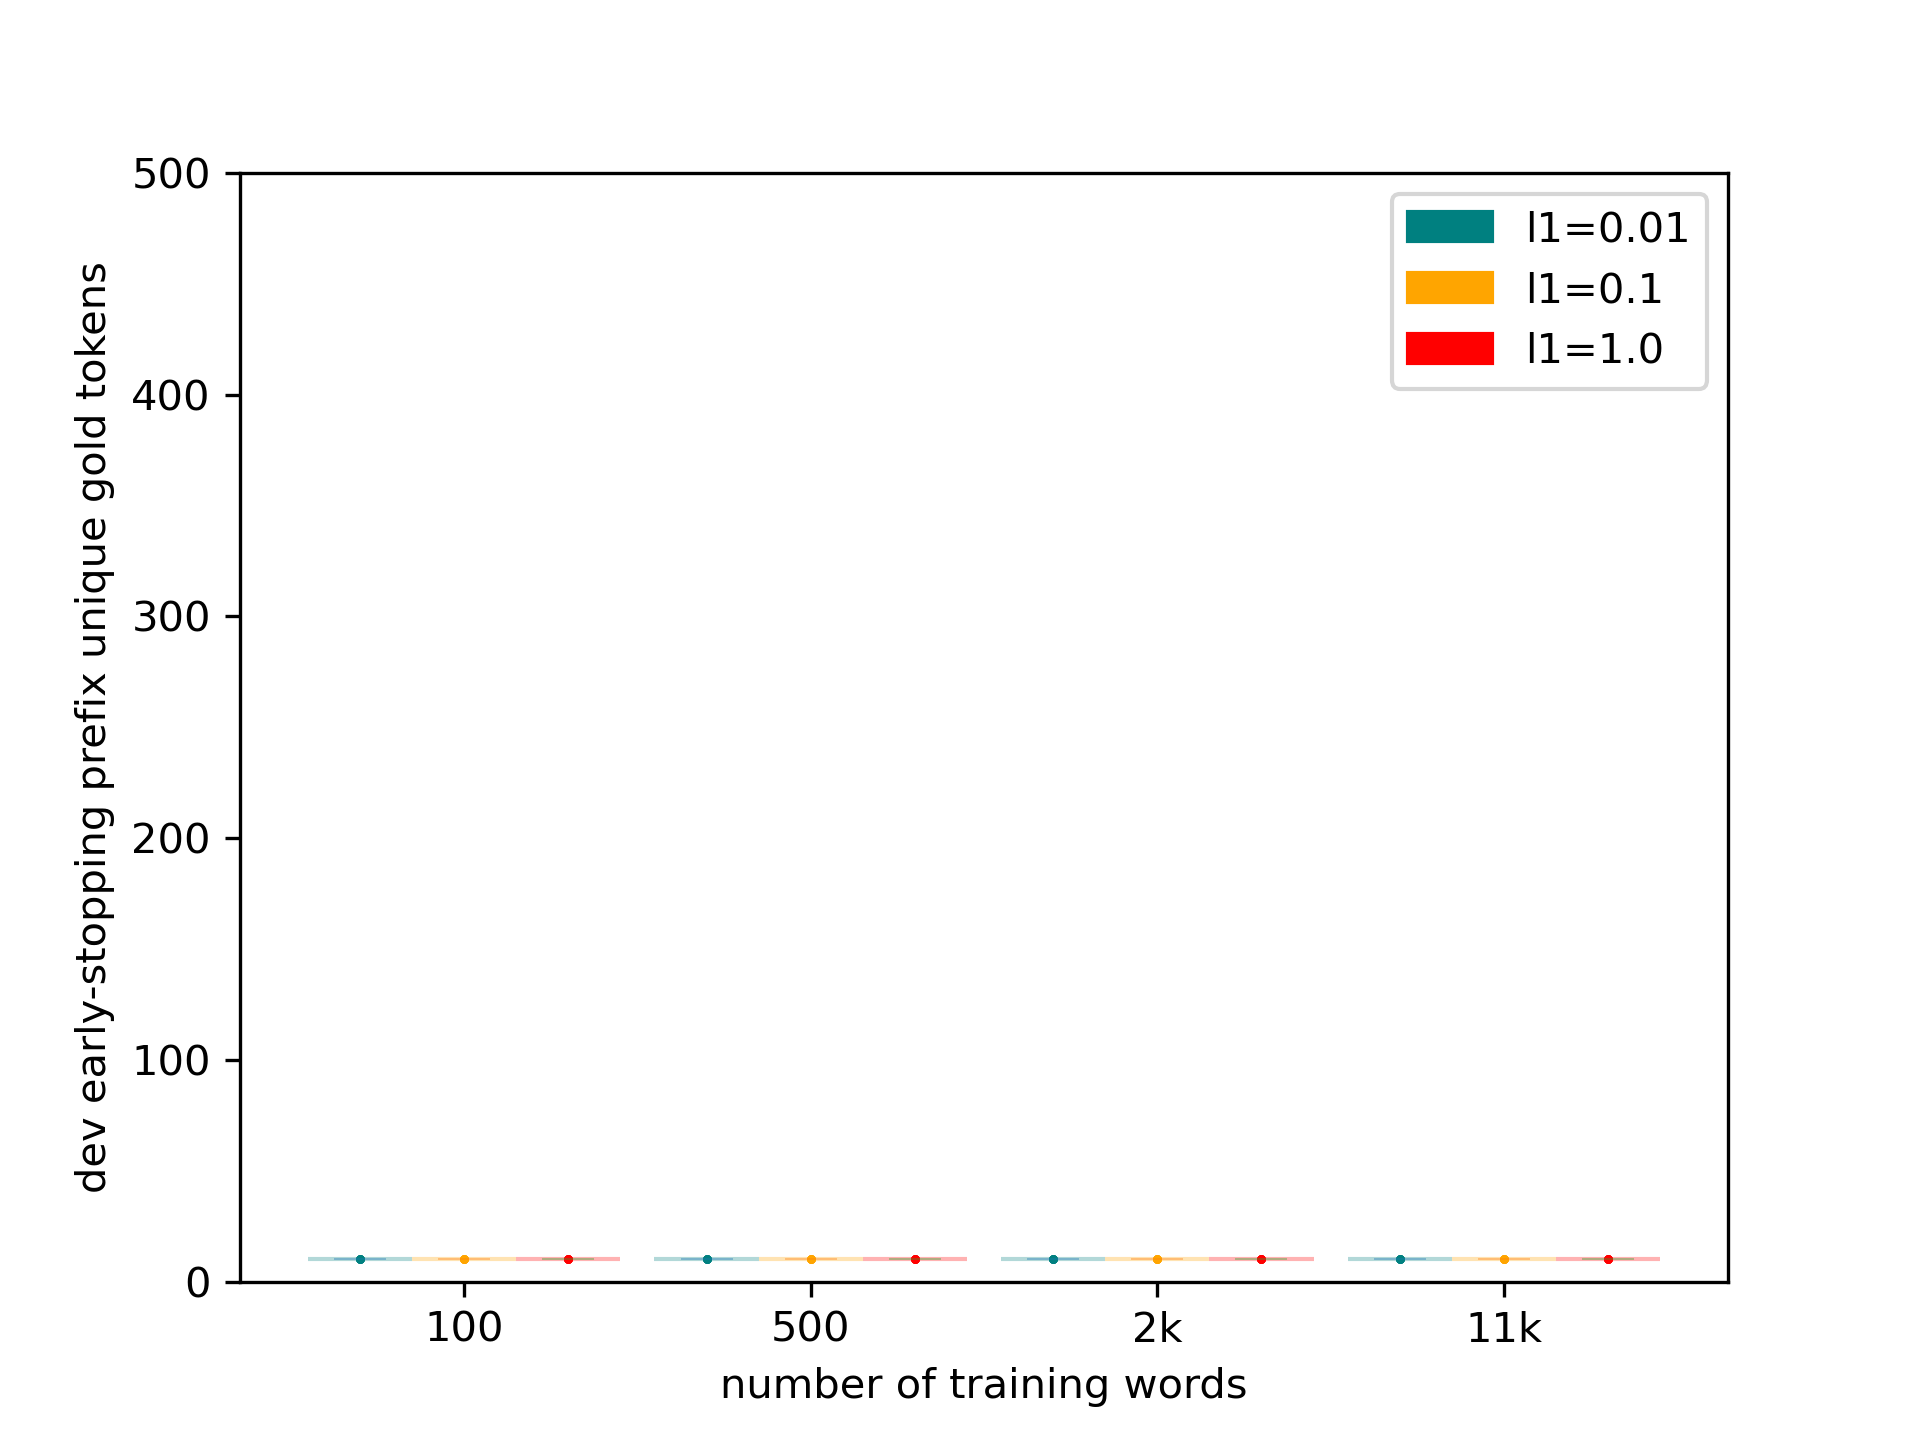 500
400
300
200
100
0
dev early-stopping prefix unique gold tokens
l1=0.01
l1=0.1
l1=1.0
100 500 2k 11k
number of training words